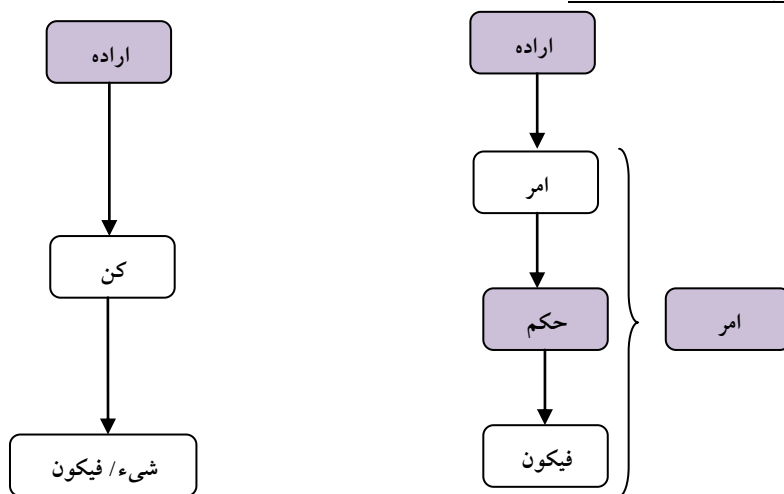 اراده
امر
حکم
فیکون
امر
اراده
کن
شیء/ فیکون